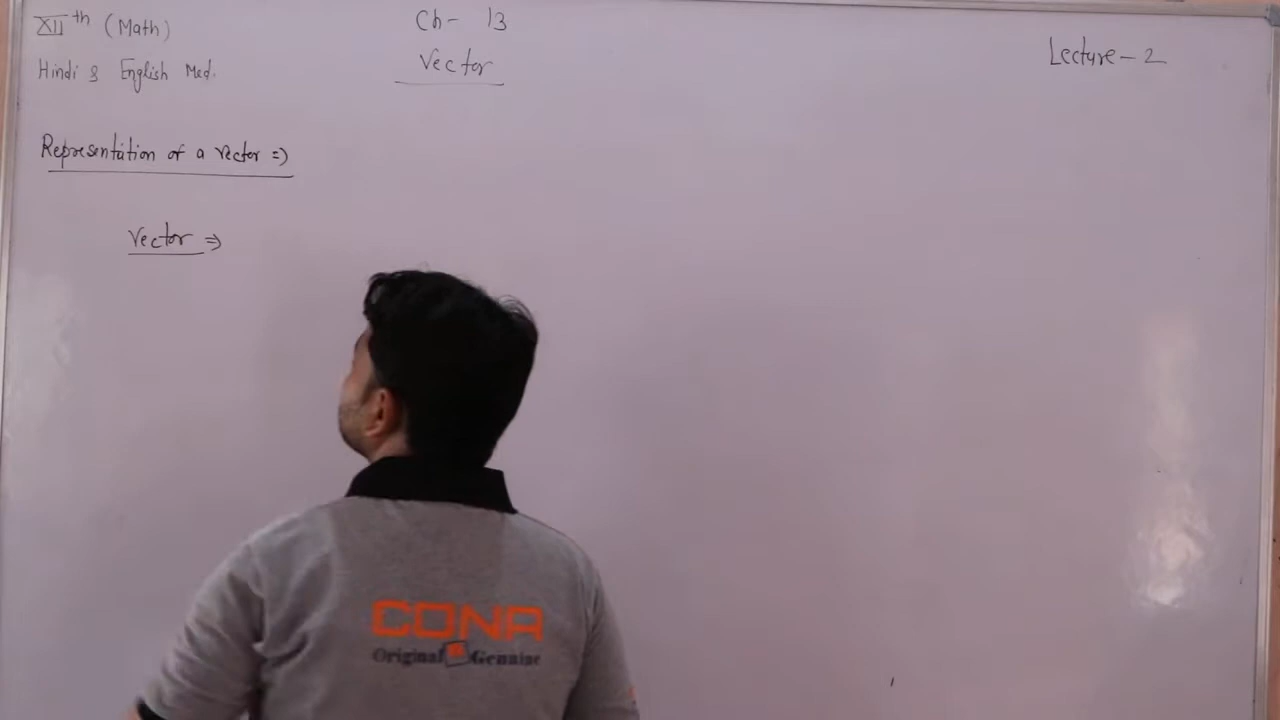 XII th (Math)
Ch- 13
Vector
Lecture - 2
Hindi & English Med.
Representation of a vector =>
Vector =>
CONA
Original Genuine